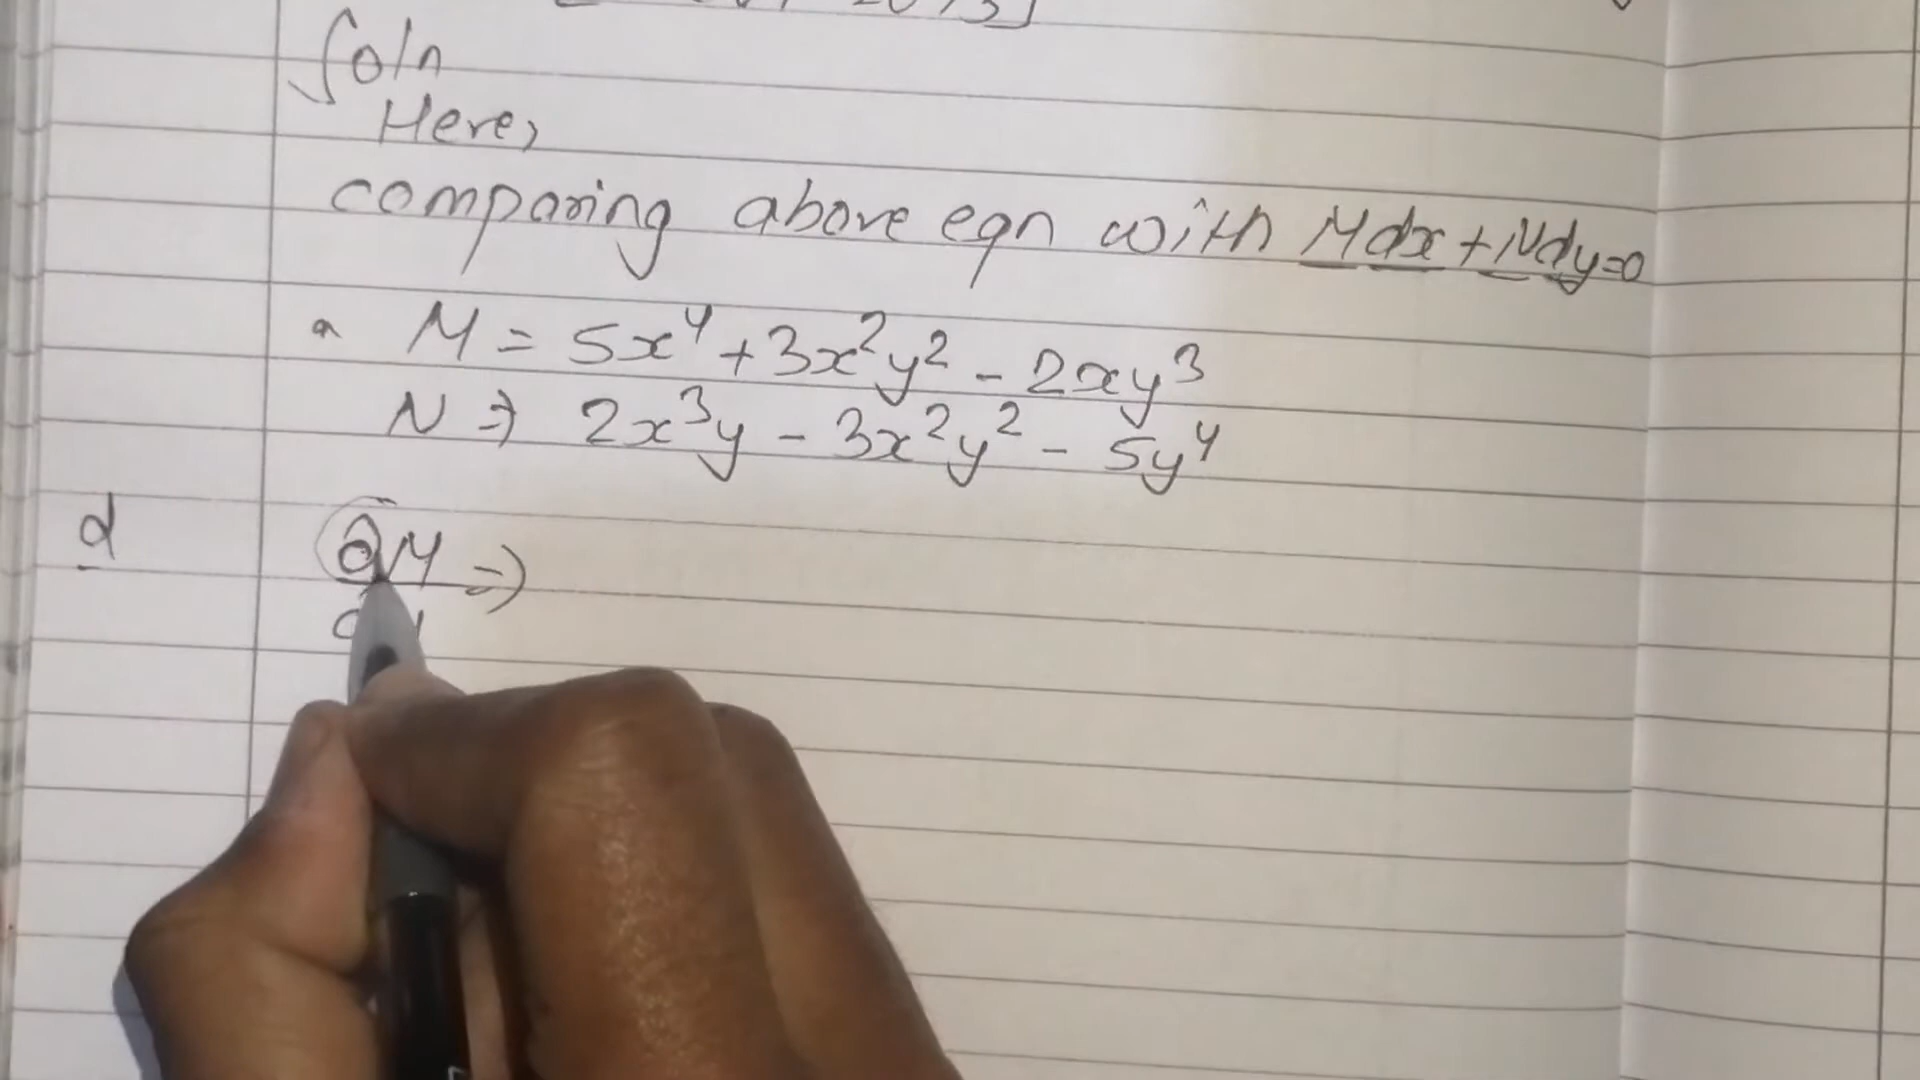 Soln
Here,
comparing above eqn with Mdx + Ndy=0
M = 5x⁴ + 3x²y² - 2xy³
N ⇒ 2x³y - 3x²y² - 5y⁴
d
∂M =>